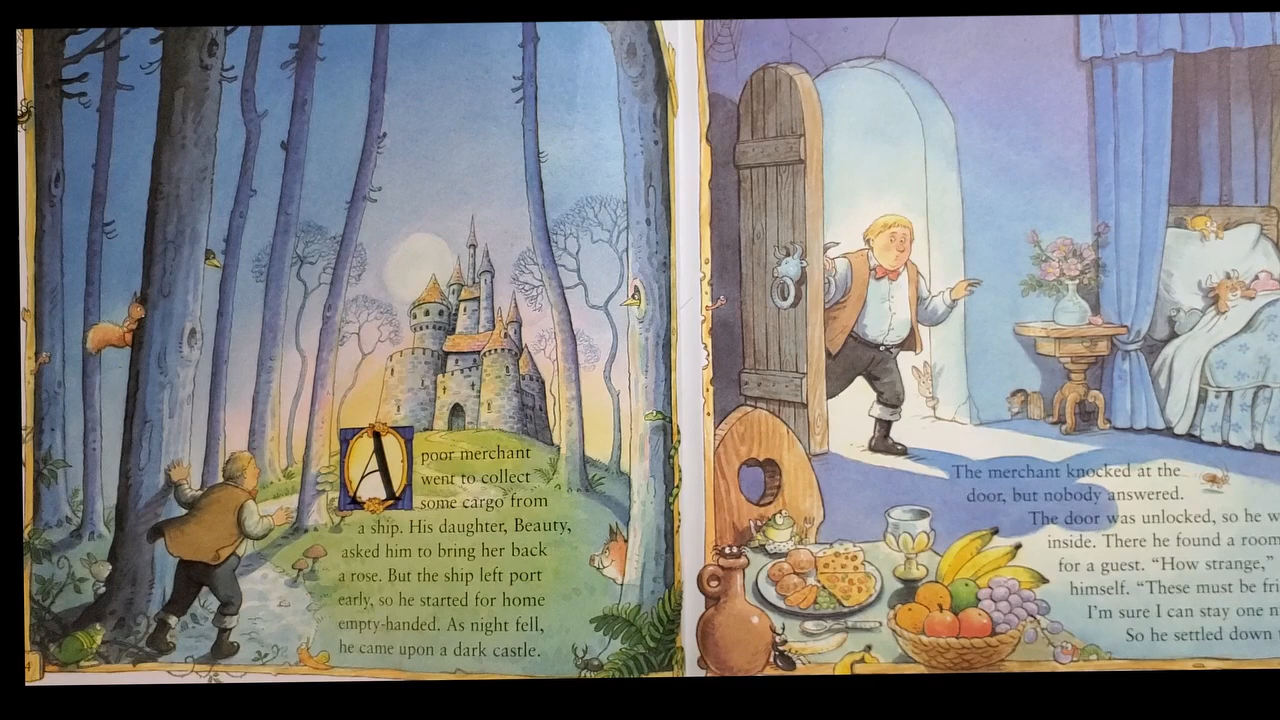 A poor merchant
went to collect
some cargo from
a ship. His daughter, Beauty,
asked him to bring her back
a rose. But the ship left port
early, so he started for home
empty-handed. As night fell,
he came upon a dark castle.
4
The merchant knocked at the
door, but nobody answered.
The door was unlocked, so he
inside. There he found a room
for a guest. “How strange,”
himself. “These must be
I'm sure I can stay one
So he settled down